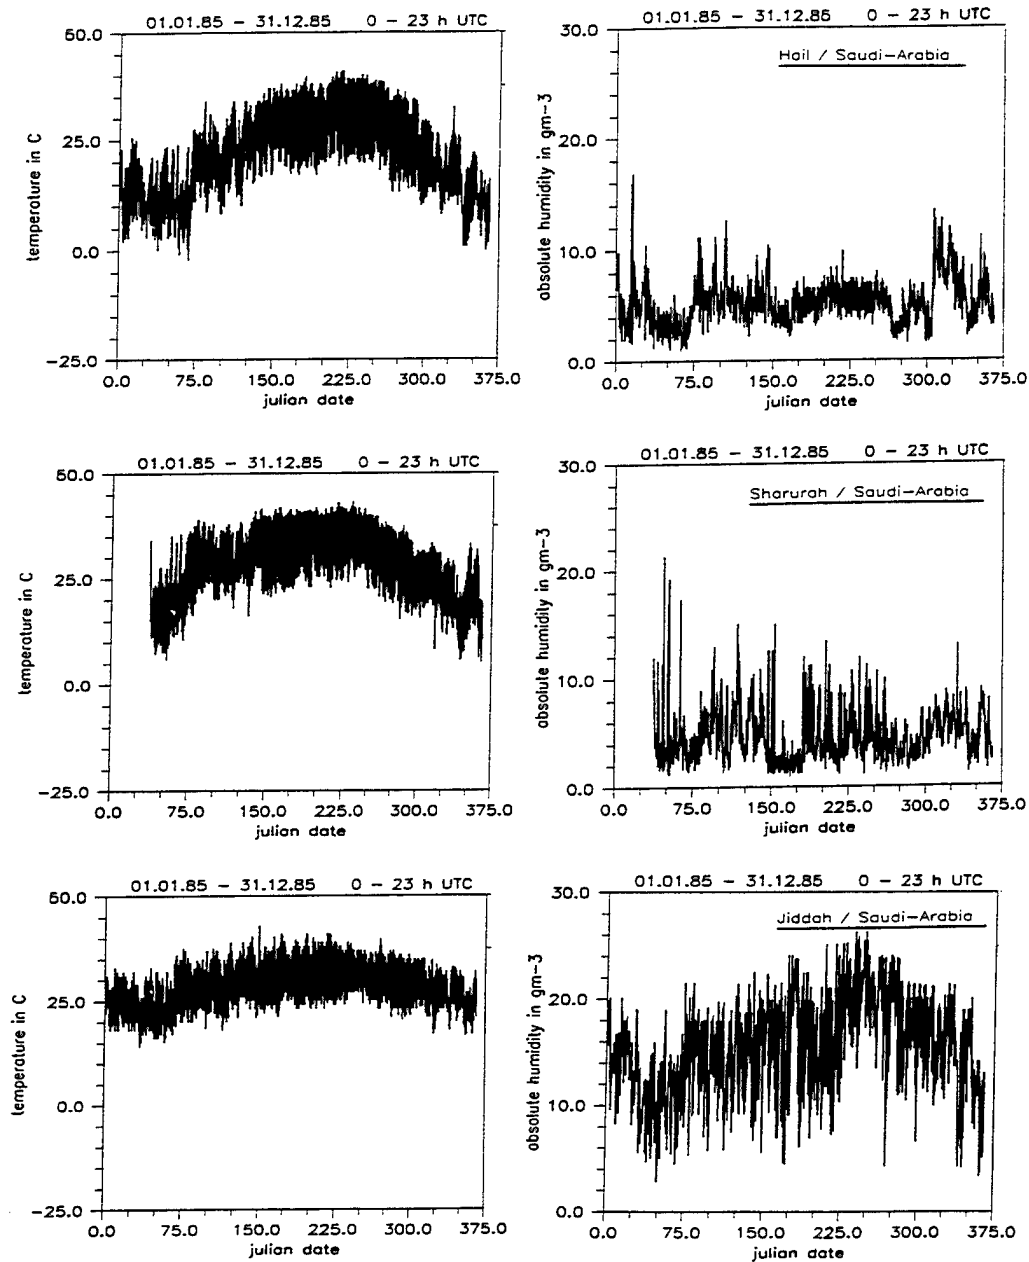 01.01.85 – 31.12.85 0 – 23 h UTC
50.0
25.0
0.0
-25.0
temperature in C
0.0 75.0 150.0 225.0 300.0 375.0
julian date
01.01.85 – 31.12.85 0 – 23 h UTC
30.0
Hail / Saudi-Arabia
20.0
10.0
0.0
absolute humidity in gm-3
0.0 75.0 150.0 225.0 300.0 375.0
julian date
01.01.85 – 31.12.85 0 – 23 h UTC
50.0
25.0
0.0
-25.0
temperature in C
0.0 75.0 150.0 225.0 300.0 375.0
julian date
01.01.85 – 31.12.85 0 – 23 h UTC
30.0
Sharurah / Saudi-Arabia
20.0
10.0
0.0
absolute humidity in gm-3
0.0 75.0 150.0 225.0 300.0 375.0
julian date
01.01.85 – 31.12.85 0 – 23 h UTC
50.0
25.0
0.0
-25.0
temperature in C
0.0 75.0 150.0 225.0 300.0 375.0
julian date
01.01.85 – 31.12.85 0 – 23 h UTC
30.0
Jiddah / Saudi-Arabia
20.0
10.0
0.0
absolute humidity in gm-3
0.0 75.0 150.0 225.0 300.0 375.0
julian date